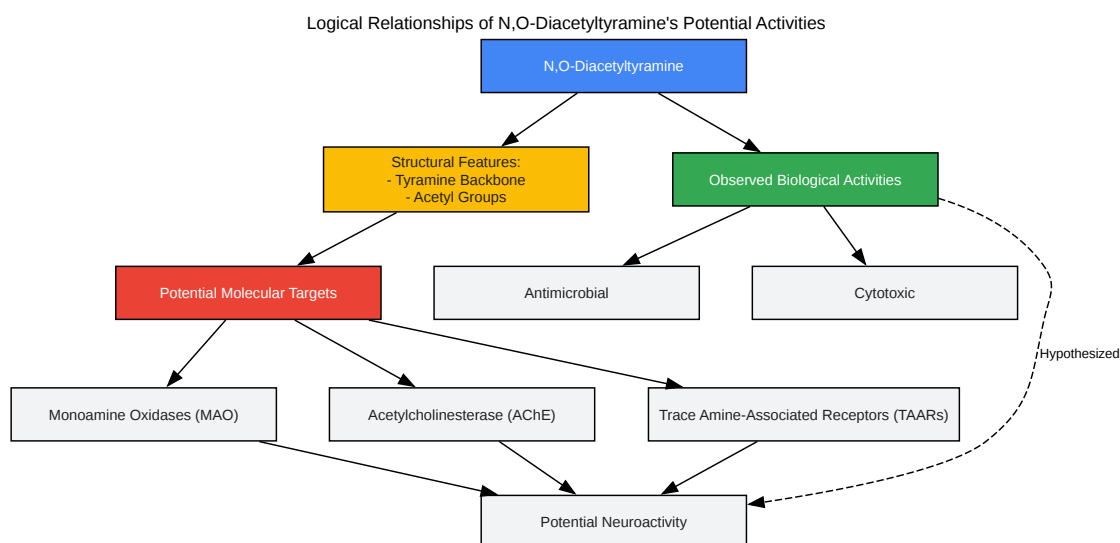 Logical Relationships of N,O-Diacetyltyramine's Potential Activities
N,O-Diacetyltyramine
Structural Features:
- Tyramine Backbone
- Acetyl Groups
Observed Biological Activities
Potential Molecular Targets
Antimicrobial
Cytotoxic
Hypothesized
Monoamine Oxidases (MAO)
Acetylcholinesterase (AChE)
Trace Amine-Associated Receptors (TAARs)
Potential Neuroactivity